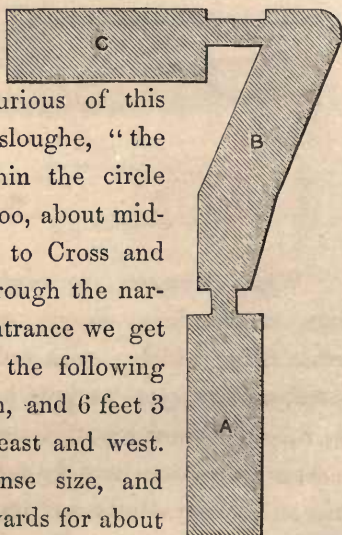 C
urious of this
sloughe, “the
B
hin the circle
oo, about mid-
to Cross and
rough the nar-
ntrance we get
the following
n, and 6 feet 3
A
east and west.
nse size, and
vards for about